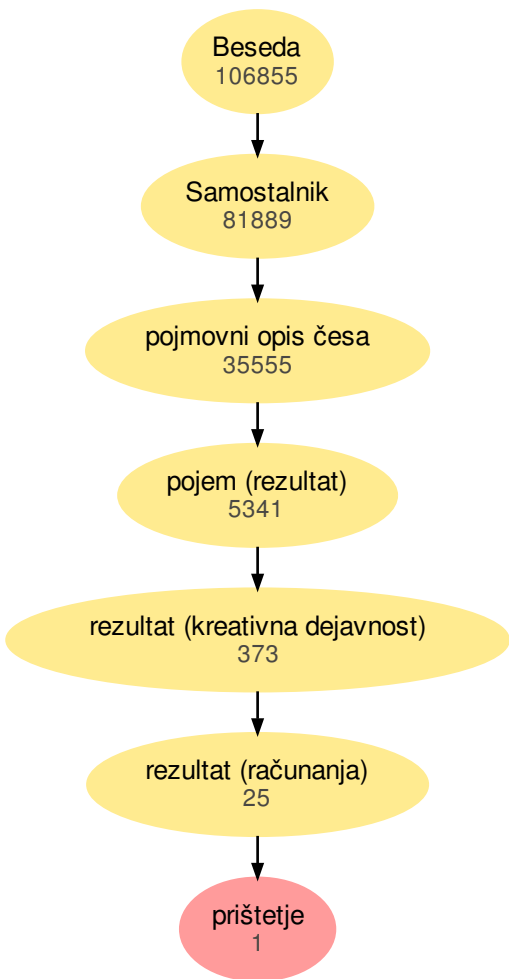 Beseda
106855
Samostalnik
81889
pojmovni opis česa
35555
pojem (rezultat)
5341
rezultat (kreativna dejavnost)
373
rezultat (računanja)
25
prištetje
1